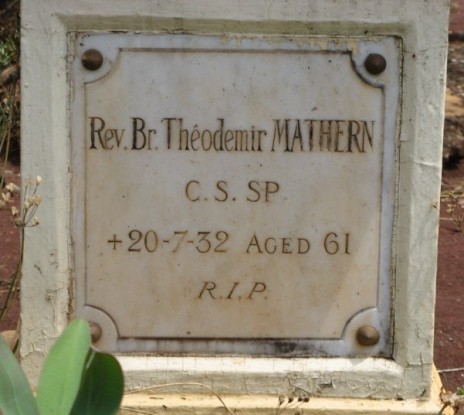 Rev. Br. Théodemir MATHERN
C. S. SP
+20-7-32 AGED 61
R.I.P.